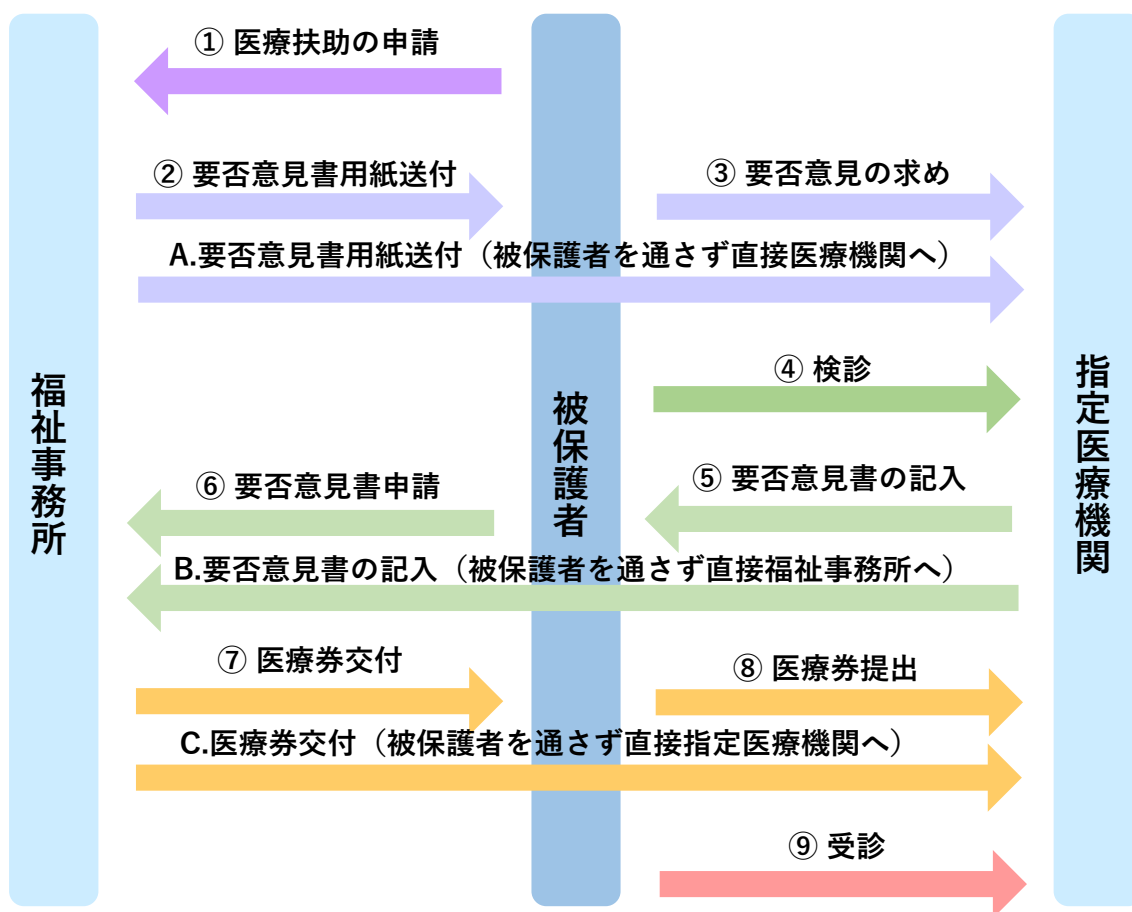 ① 医療扶助の申請
② 要否意見書用紙送付
③ 要否意見の求め
A.要否意見書用紙送付（被保護者を通さず直接医療機関へ）
④ 検診
福祉事務所
被保護者
指定医療機関
⑤ 要否意見書の記入
⑥ 要否意見書申請
B.要否意見書の記入（被保護者を通さず直接福祉事務所へ）
⑦ 医療券交付
⑧ 医療券提出
C.医療券交付（被保護者を通さず直接指定医療機関へ）
⑨ 受診